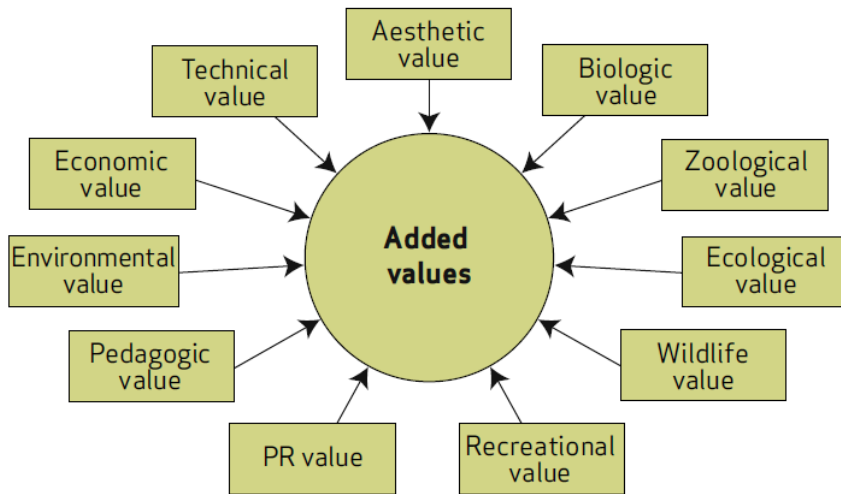 Aesthetic
value
Technical
value
Biologic
value
Economic
value
Zoological
value
Added
values
Environmental
value
Ecological
value
Pedagogic
value
Wildlife
value
PR value
Recreational
value